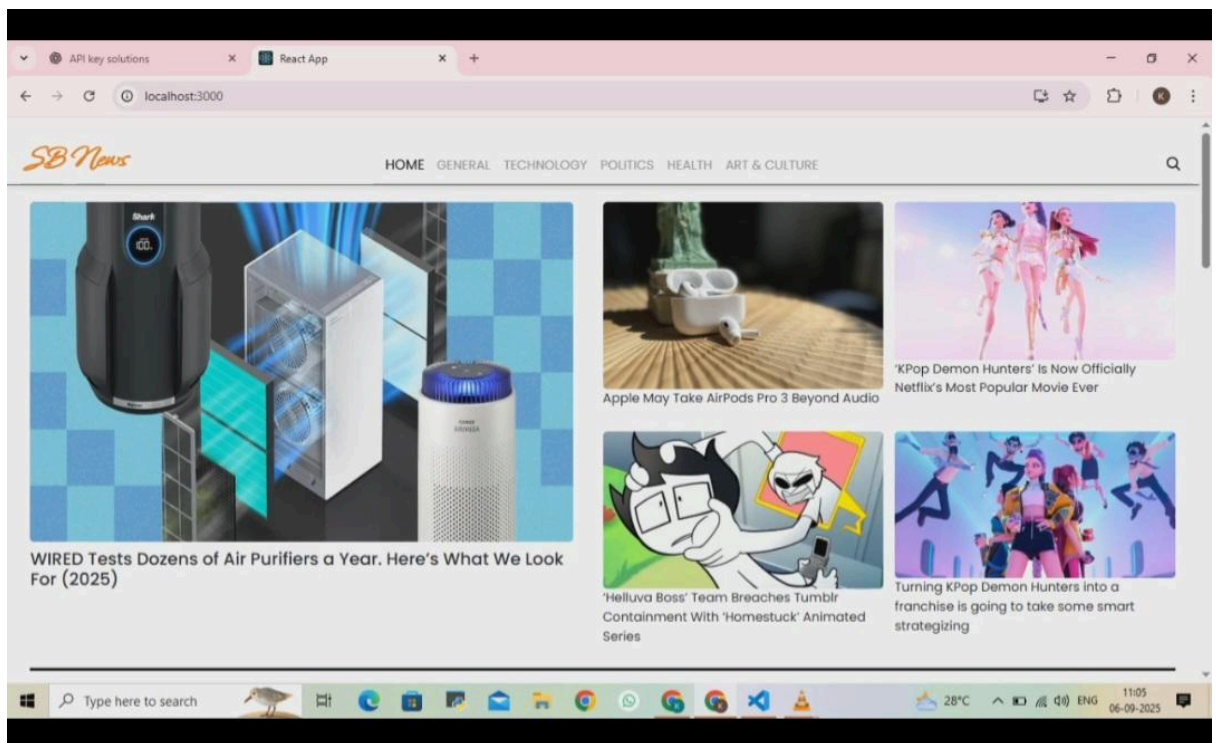 API key solutions
React App
localhost:3000
K
SB News
HOME GENERAL TECHNOLOGY POLITICS HEALTH ART & CULTURE
Shark
100
WIRED Tests Dozens of Air Purifiers a Year. Here's What We Look
For (2025)
Apple May Take AirPods Pro 3 Beyond Audio
'KPop Demon Hunters' Is Now Officially
Netflix's Most Popular Movie Ever
'Helluva Boss' Team Breaches Tumblr
Containment With 'Homestuck' Animated
Series
Turning KPop Demon Hunters into a
franchise is going to take some smart
strategizing
Type here to search
28°C
ENG
11:05
06-09-2025